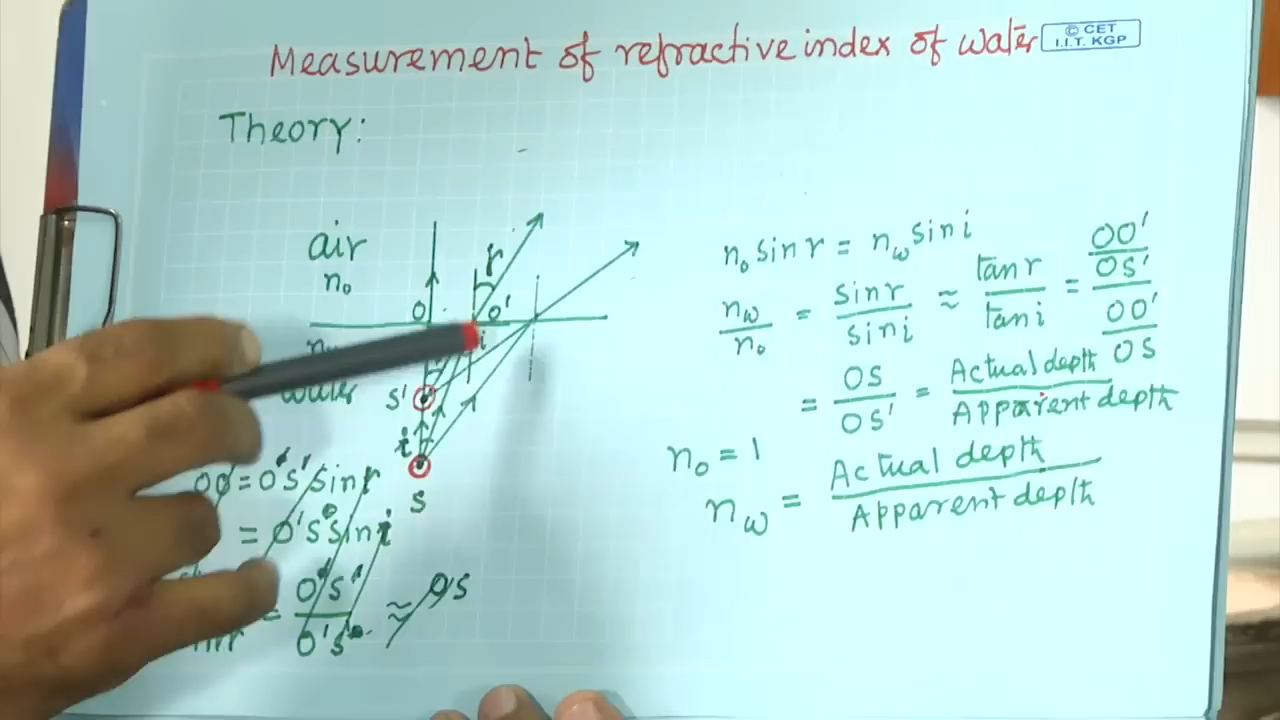 Measurement of refractive index of water
© CET
I.I.T. KGP
Theory:
air
n₀
r
O O'
i
water
S'
i
S
n₀ sin r = n_w sin i
n_w/n₀ = sin r/sin i ≈ tan r/tan i = (OO'/OS')/(OO'/OS)
= OS/OS' = Actual depth/Apparent depth
n₀ = 1
n_w = Actual depth/Apparent depth
= O'S sin i
≈ OS